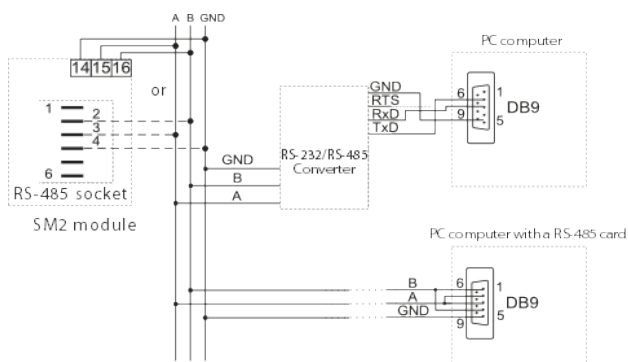 A B GND
PC computer
14 15 16
or
1
2
3
4
6
RS-485 socket
SM2 module
GND
RTS
RxD
TxD
6
9
1
5
DB9
RS-232/RS-485
Converter
GND
B
A
PC computer with a RS-485 card
B
A
GND
6
9
1
5
DB9